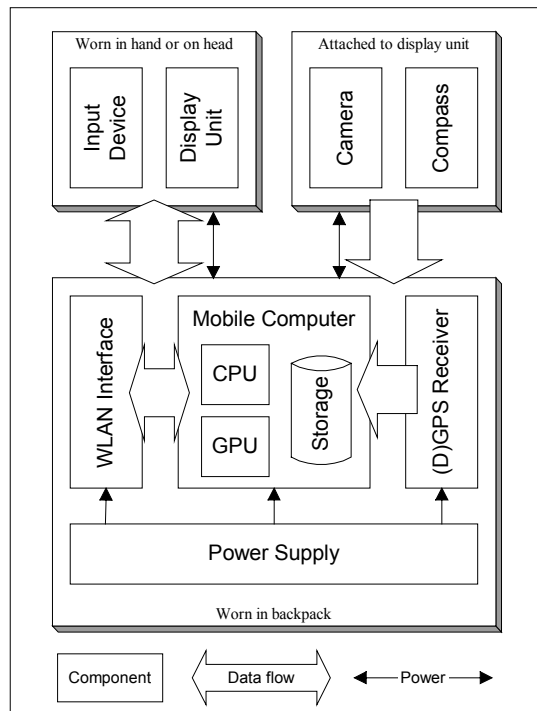 Worn in hand or on head
Input
Device
Display
Unit
Attached to display unit
Camera
Compass
WLAN Interface
Mobile Computer
CPU
GPU
Storage
(D)GPS Receiver
Power Supply
Worn in backpack
Component
Data flow
Power